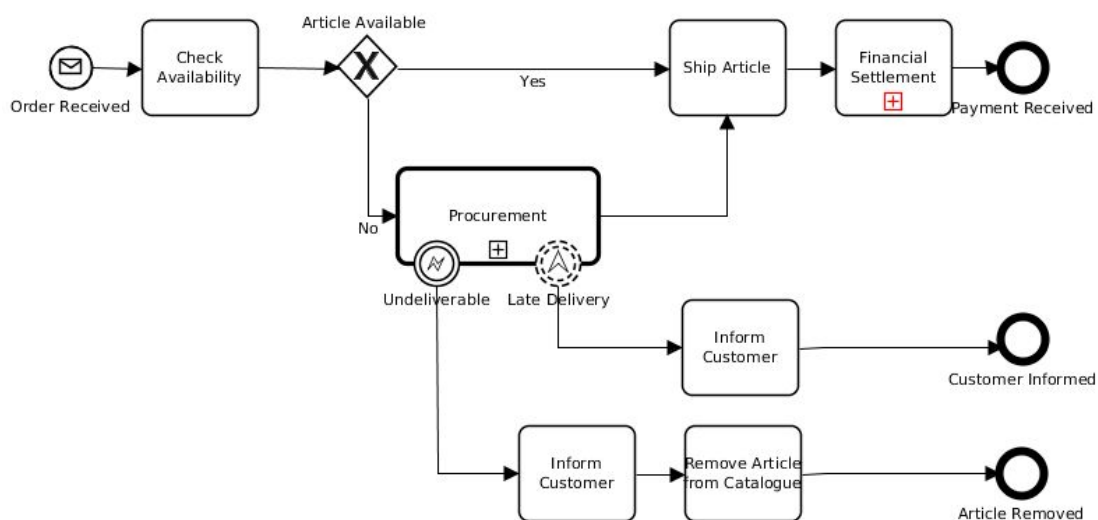 Article Available
Check
Availability
Order Received
Yes
Ship Article
Financial
Settlement
Payment Received
No
Procurement
Undeliverable
Late Delivery
Inform
Customer
Customer Informed
Inform
Customer
Remove Article
from Catalogue
Article Removed